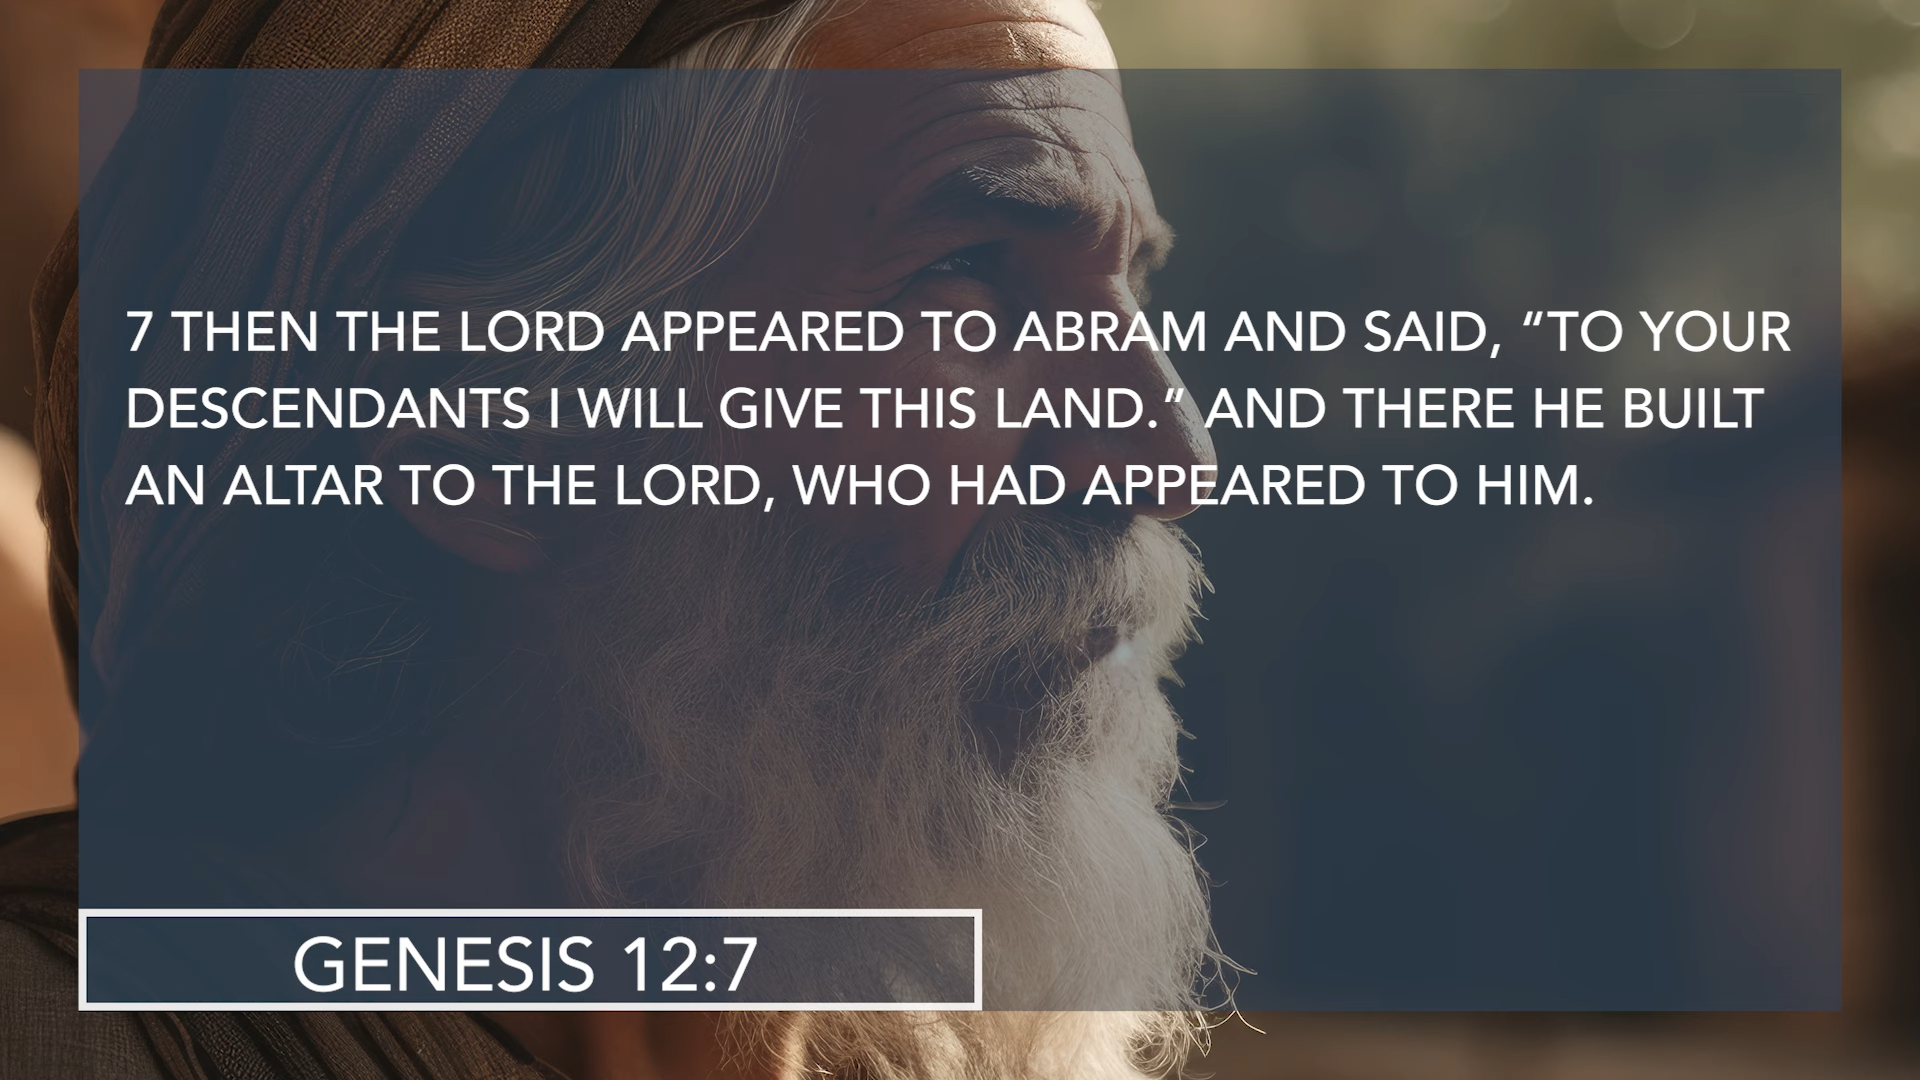 7 THEN THE LORD APPEARED TO ABRAM AND SAID, “TO YOUR
DESCENDANTS I WILL GIVE THIS LAND.” AND THERE HE BUILT
AN ALTAR TO THE LORD, WHO HAD APPEARED TO HIM.
GENESIS 12:7